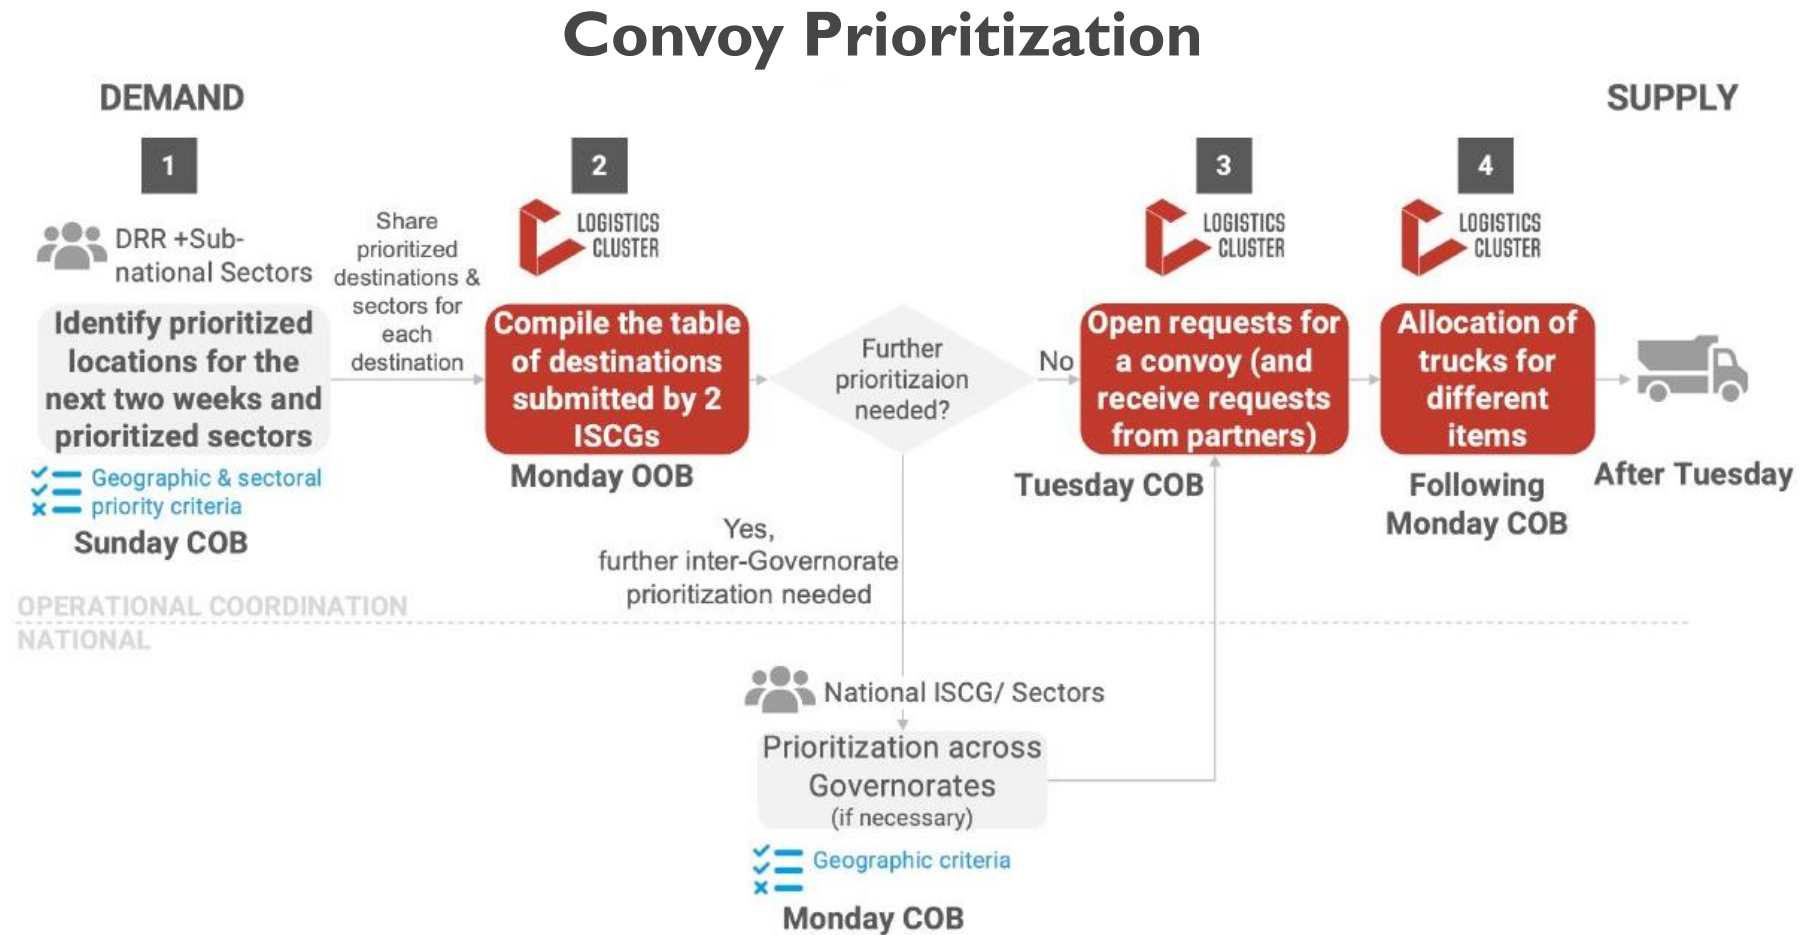 Convoy Prioritization
DEMAND
SUPPLY
1
DRR +Sub-
national Sectors
Identify prioritized
locations for the
next two weeks and
prioritized sectors
Geographic & sectoral
priority criteria
Sunday COB
Share
prioritized
destinations &
sectors for
each
destination
2
LOGISTICS
CLUSTER
Compile the table
of destinations
submitted by 2
ISCGs
Monday OOB
Further
prioritizaion
needed?
No
Yes,
further inter-Governorate
prioritization needed
3
LOGISTICS
CLUSTER
Open requests for
a convoy (and
receive requests
from partners)
Tuesday COB
4
LOGISTICS
CLUSTER
Allocation of
trucks for
different
items
Following
Monday COB
After Tuesday
OPERATIONAL COORDINATION
NATIONAL
National ISCG/ Sectors
Prioritization across
Governorates
(if necessary)
Geographic criteria
Monday COB